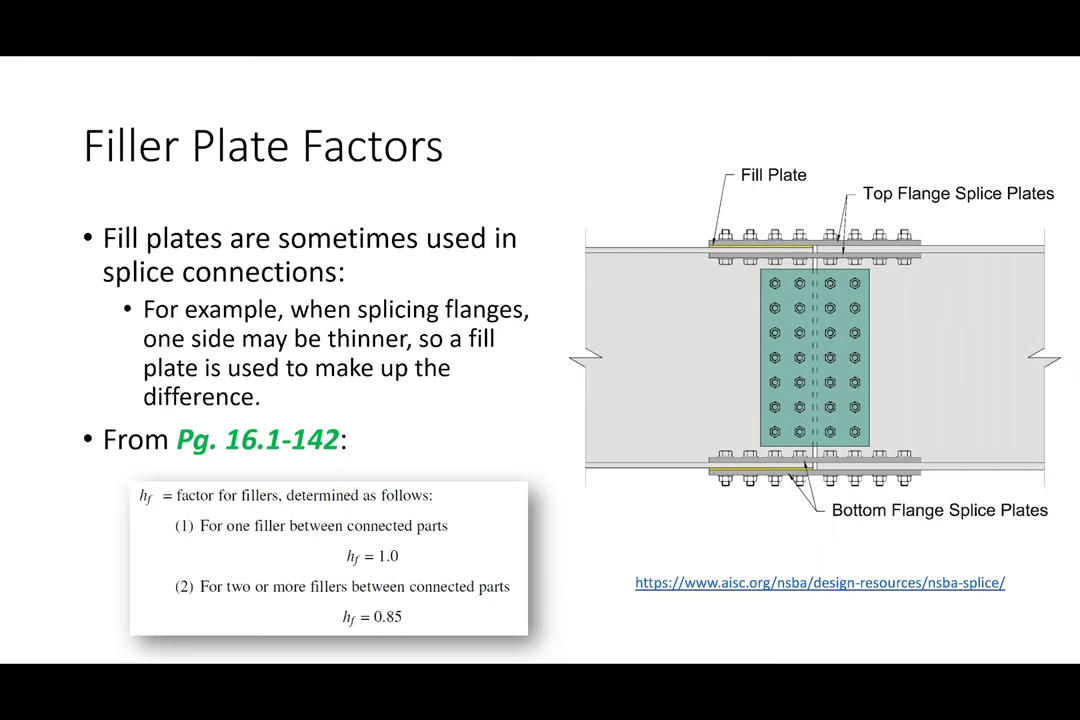 Filler Plate Factors
• Fill plates are sometimes used in
splice connections:
• For example, when splicing flanges,
one side may be thinner, so a fill
plate is used to make up the
difference.
• From Pg. 16.1-142:
hf = factor for fillers, determined as follows:
(1) For one filler between connected parts
hf = 1.0
(2) For two or more fillers between connected parts
hf = 0.85
Fill Plate
Top Flange Splice Plates
Bottom Flange Splice Plates
https://www.aisc.org/nsba/design-resources/nsba-splice/